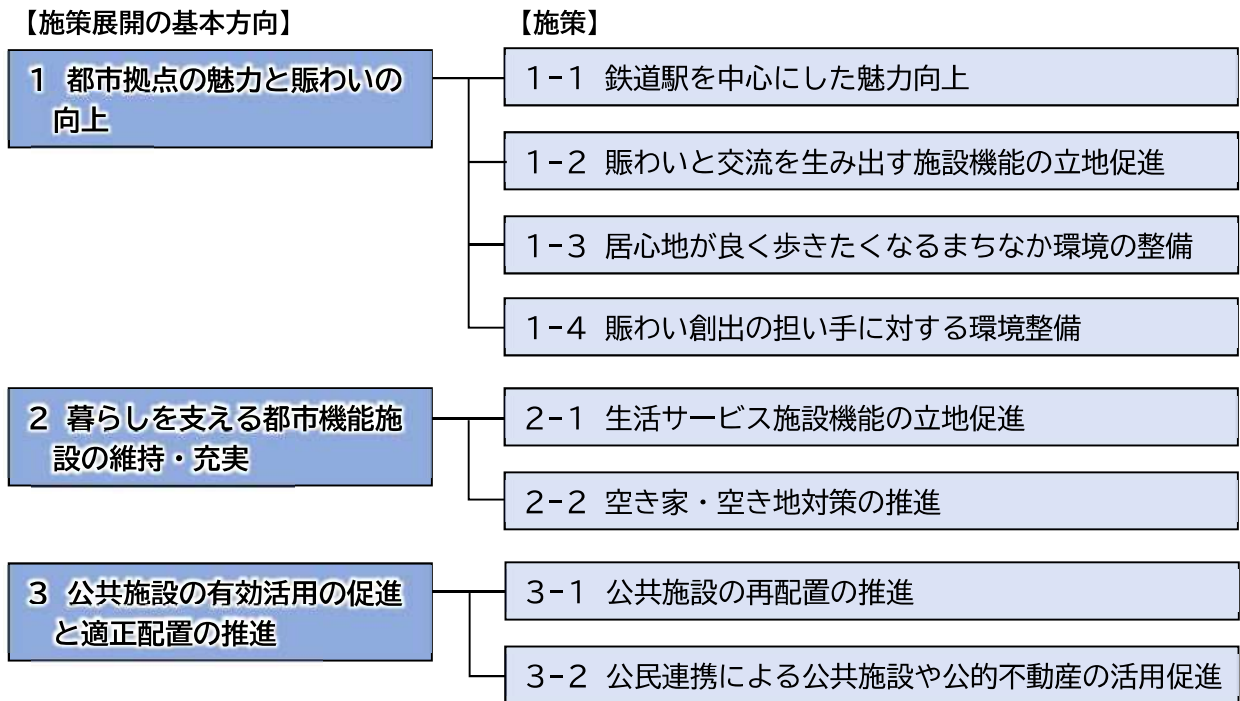 【施策展開の基本方向】
【施策】
1 都市拠点の魅力と賑わいの
向上
1-1 鉄道駅を中心にした魅力向上
1-2 賑わいと交流を生み出す施設機能の立地促進
1-3 居心地が良く歩きたくなるまちなか環境の整備
1-4 賑わい創出の担い手に対する環境整備
2 暮らしを支える都市機能施
設の維持・充実
2-1 生活サービス施設機能の立地促進
2-2 空き家・空き地対策の推進
3 公共施設の有効活用の促進
と適正配置の推進
3-1 公共施設の再配置の推進
3-2 公民連携による公共施設や公的不動産の活用促進